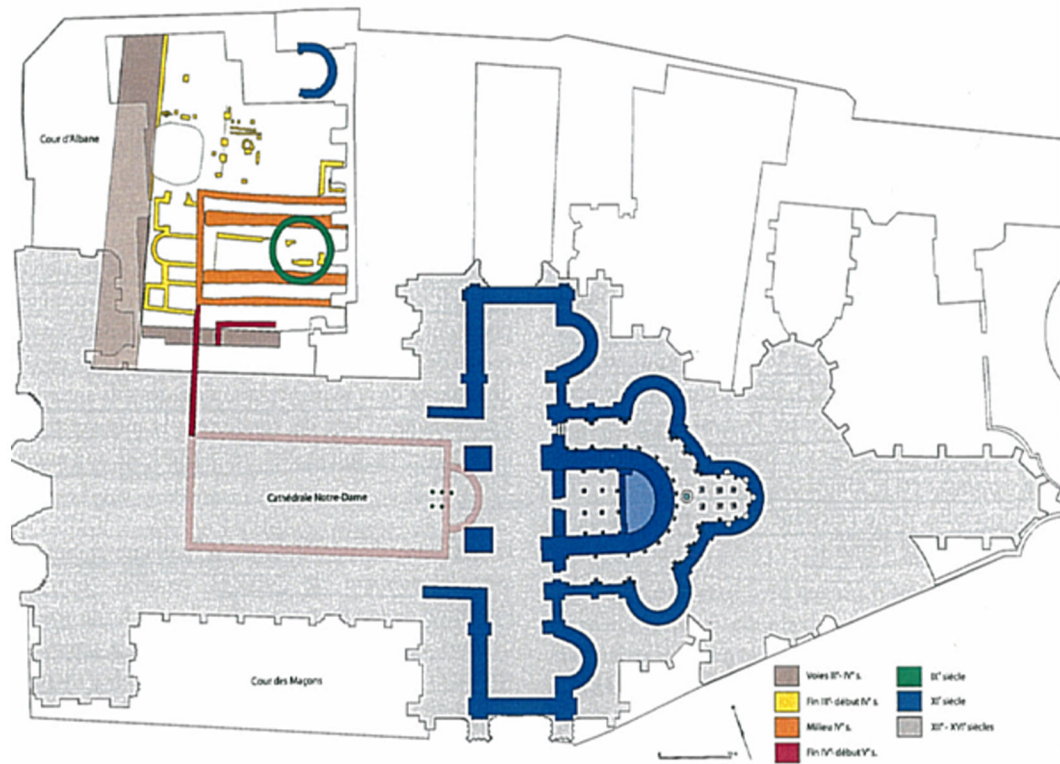 Cour d'Albane
Cathédrale Notre-Dame
Cour des Maçons
Voies IIᵉ- IVᵉ s.
Fin IIIᵉ- début IVᵉ s.
Milieu IVᵉ s.
Fin IVᵉ- début Vᵉ s.
IXᵉ siècle
XIᵉ siècle
XIIᵉ - XVIᵉ siècles